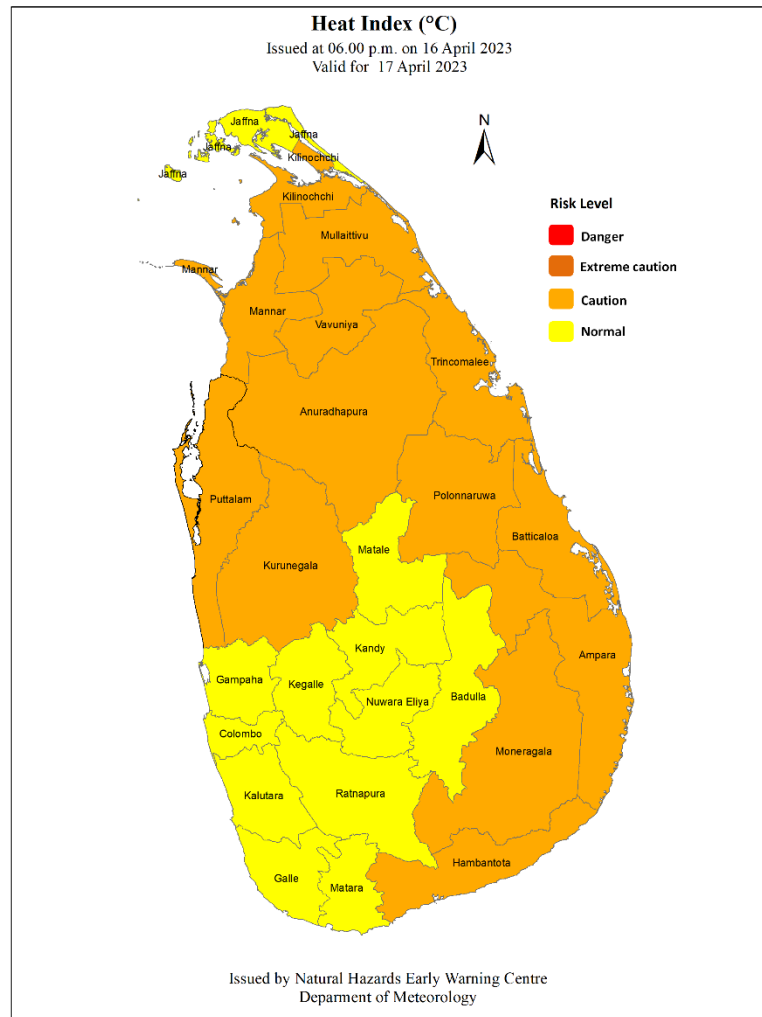 Heat Index (°C)
Issued at 06.00 p.m. on 16 April 2023
Valid for 17 April 2023
N
Jaffna
Jaffna
Jaffna
Jaffna
Kilinochchi
Kilinochchi
Mullaittivu
Mannar
Mannar
Vavuniya
Trincomalee
Anuradhapura
Puttalam
Polonnaruwa
Batticaloa
Matale
Kurunegala
Kandy
Ampara
Gampaha
Kegalle
Nuwara Eliya
Badulla
Colombo
Moneragala
Kalutara
Ratnapura
Hambantota
Galle
Matara
Risk Level
Danger
Extreme caution
Caution
Normal
Issued by Natural Hazards Early Warning Centre
Deparment of Meteorology